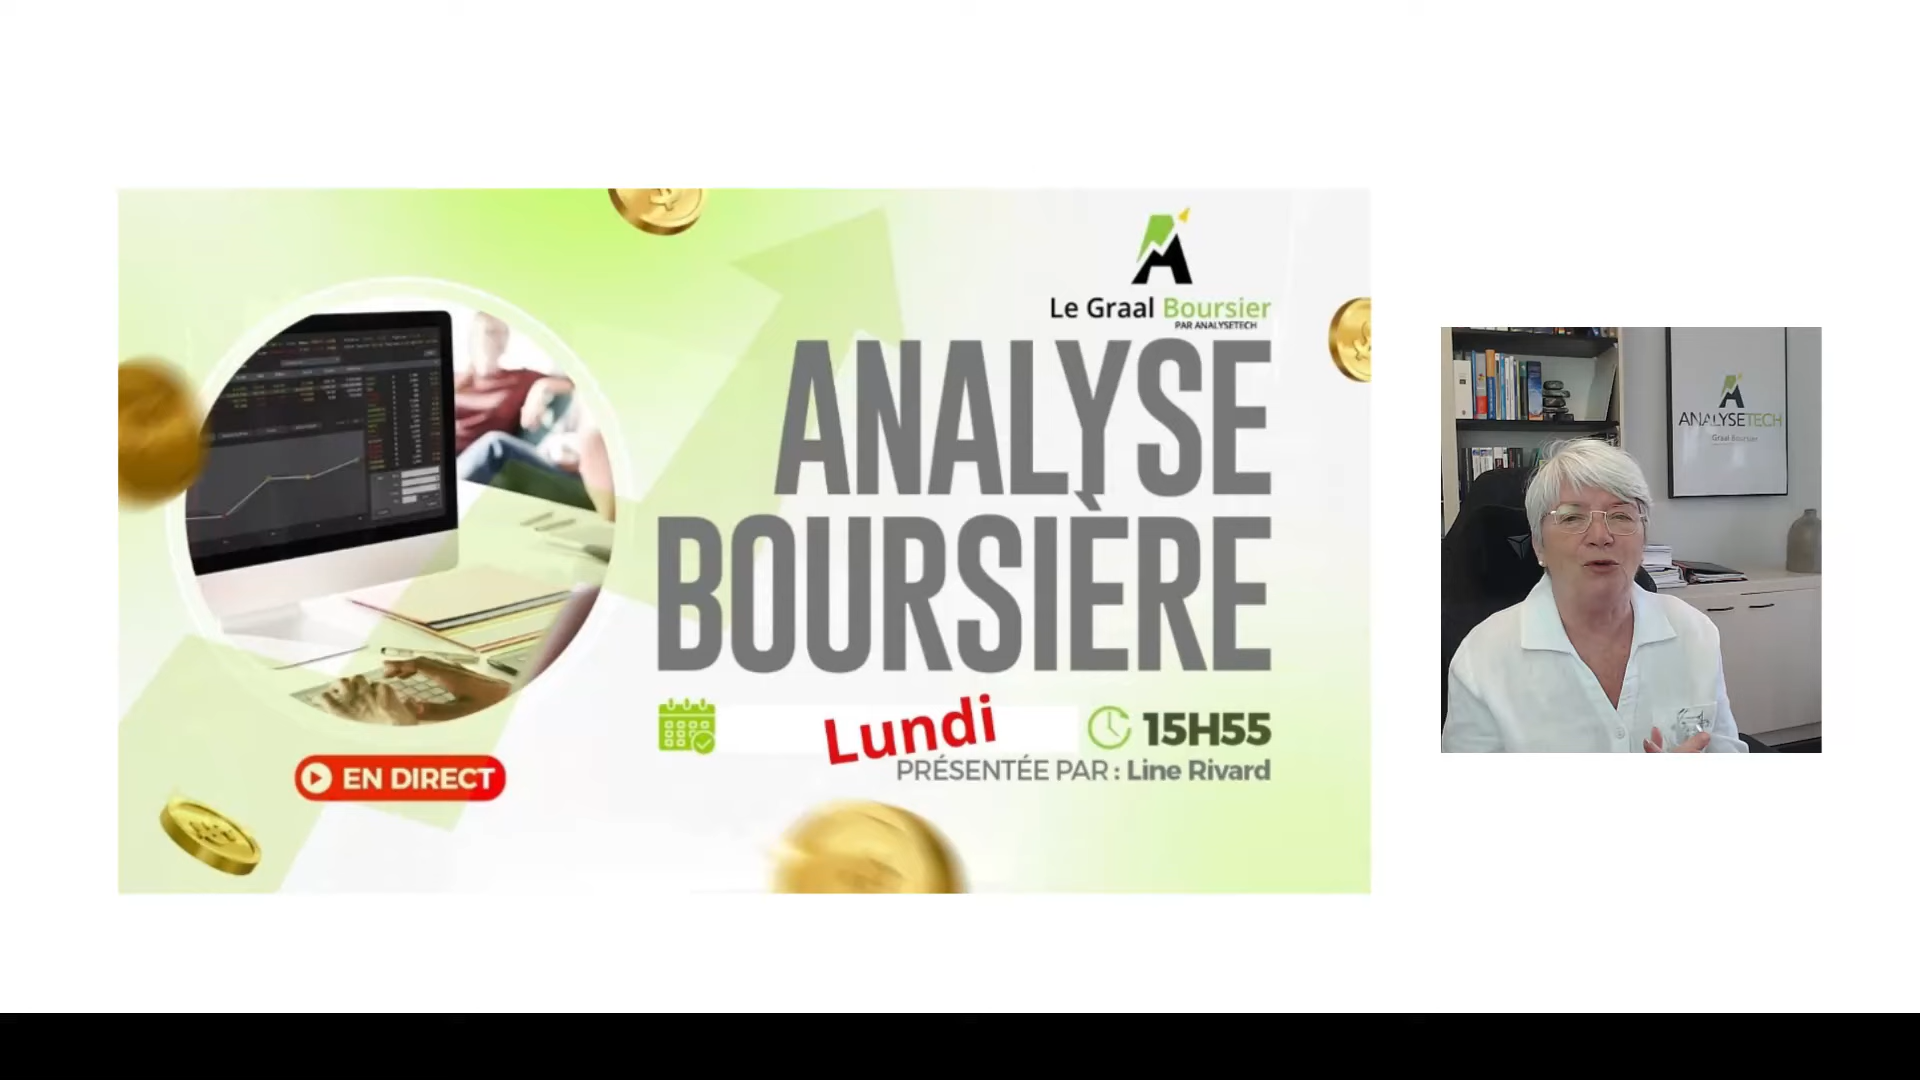 Le Graal Boursier
PAR ANALYSETECH
ANALYSE
BOURSIÈRE
Lundi
15H55
PRÉSENTÉE PAR : Line Rivard
EN DIRECT
ANALYSETECH
Graal Boursier